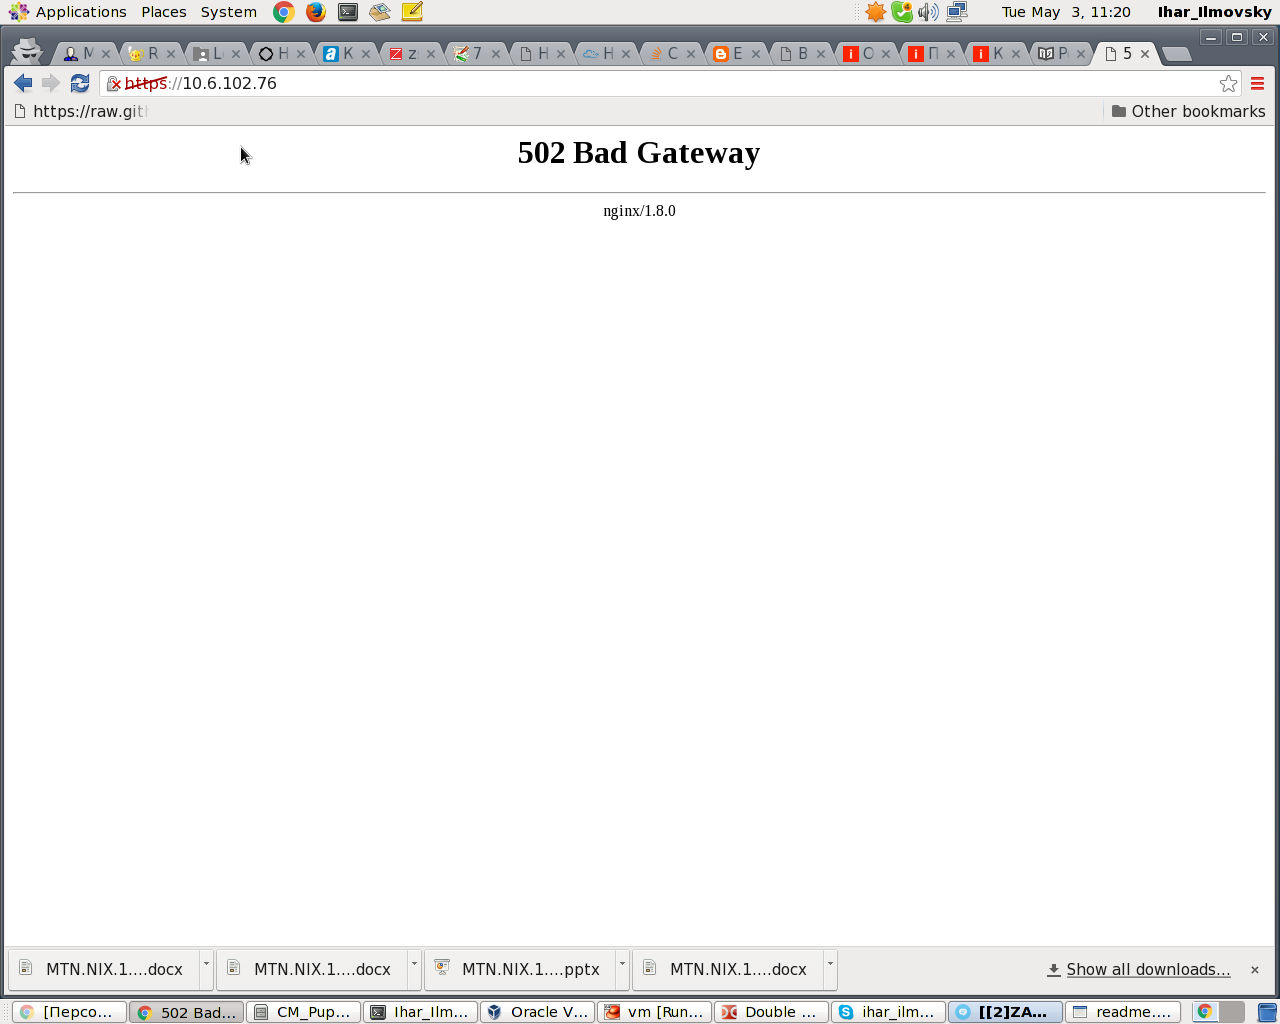 Applications Places System Tue May 3, 11:20 Ihar_Ilmovsky
M R L H K z 7 H H C E B О П К P 5
https://10.6.102.76
https://raw.git Other bookmarks
502 Bad Gateway
nginx/1.8.0
MTN.NIX.1....docx MTN.NIX.1....docx MTN.NIX.1....pptx MTN.NIX.1....docx Show all downloads...
[Персо... 502 Bad... CM_Pup... Ihar_Ilm... Oracle V... vm [Run... Double ... ihar_ilm... [[2]ZA... readme....